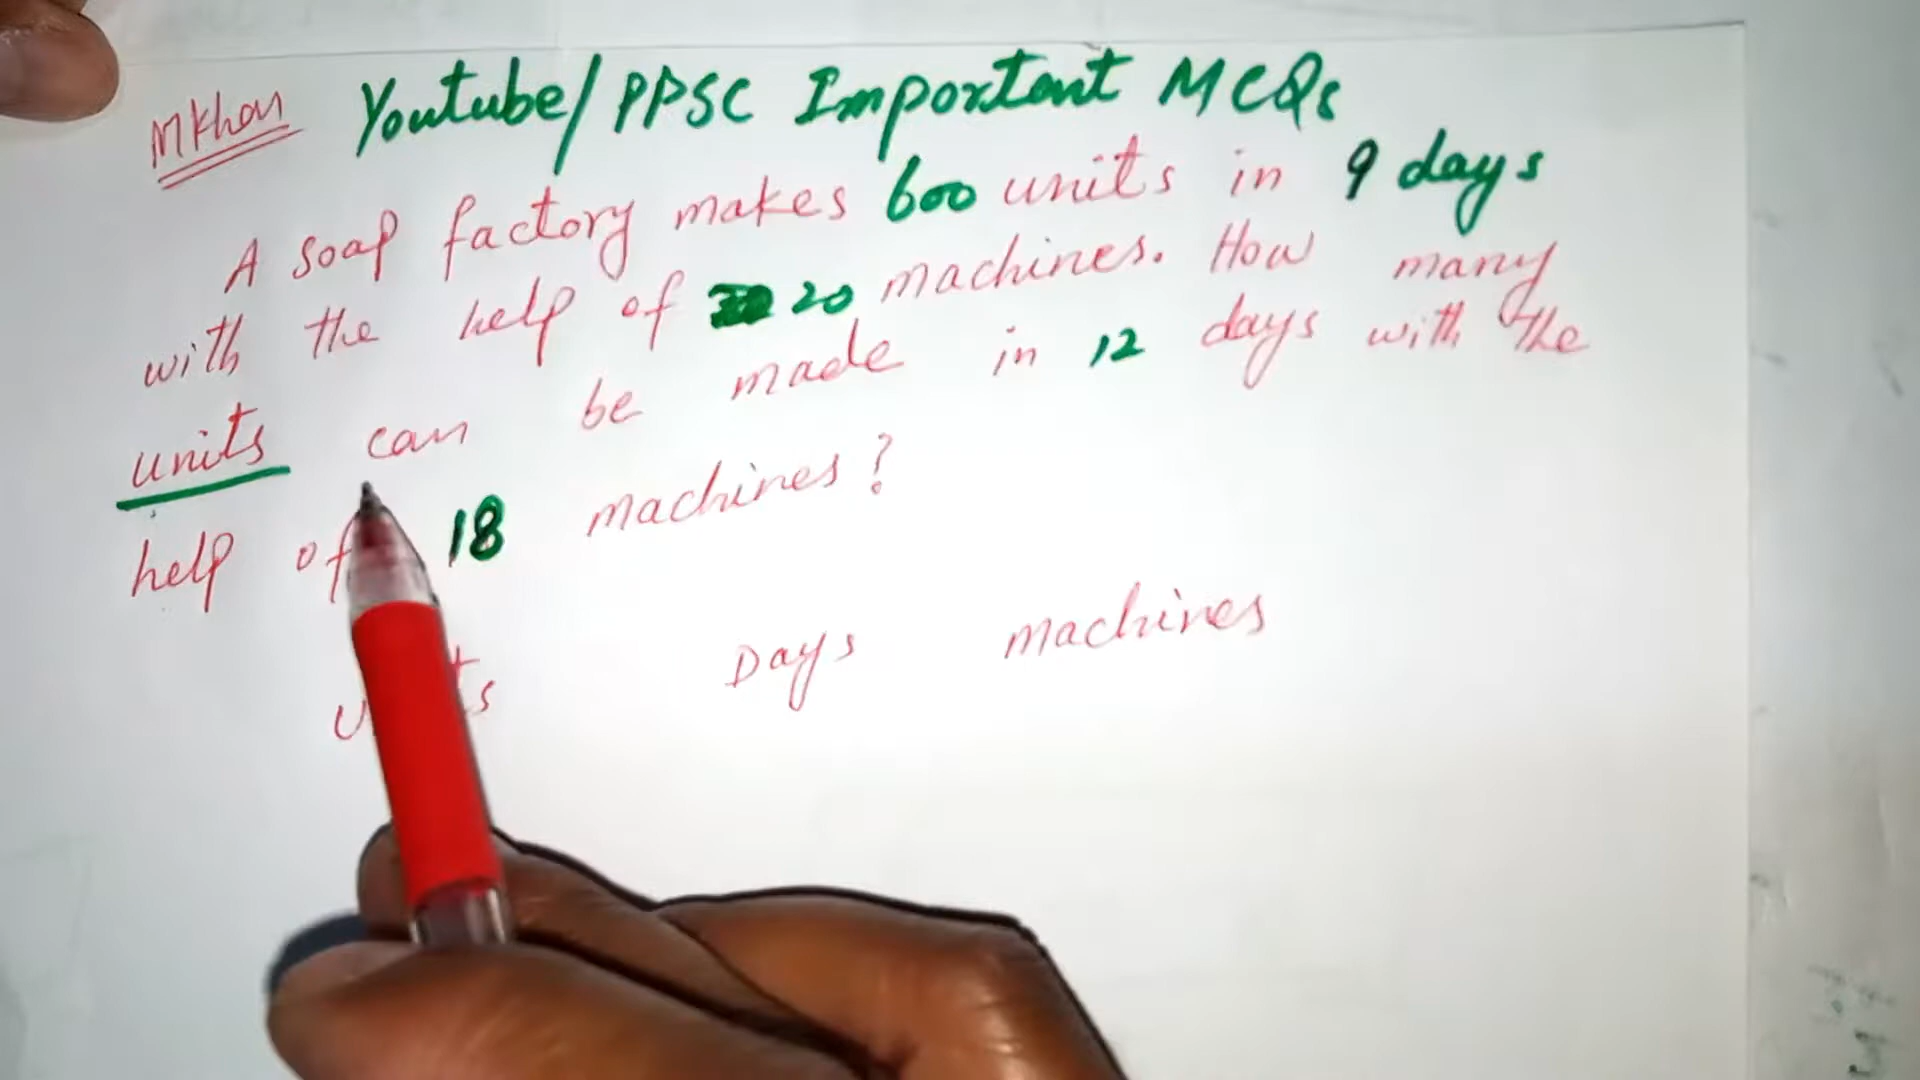 MKhan Youtube/PPSC Important MCQs
A soap factory makes 600 units in 9 days
with the help of 20 machines. How many
units can be made in 12 days with the
help of 18 machines?
Days machines